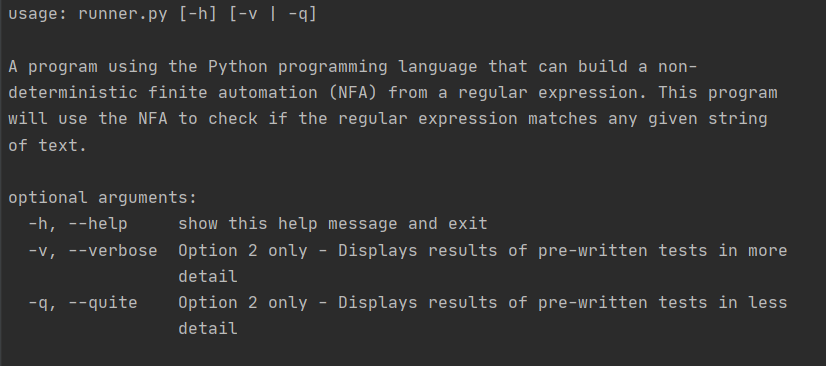 usage: runner.py [-h] [-v | -q]
A program using the Python programming language that can build a non-
deterministic finite automation (NFA) from a regular expression. This program
will use the NFA to check if the regular expression matches any given string
of text.
optional arguments:
-h, --help show this help message and exit
-v, --verbose Option 2 only - Displays results of pre-written tests in more
detail
-q, --quite Option 2 only - Displays results of pre-written tests in less
detail